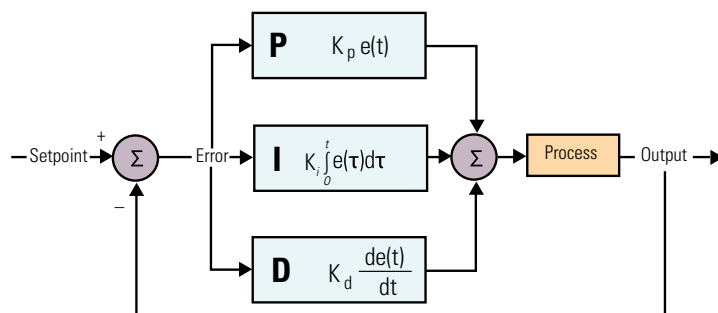 P K_p e(t)
+
Setpoint Σ Error I K_i ∫_0^t e(τ)dτ Σ Process Output
−
D K_d de(t)/dt